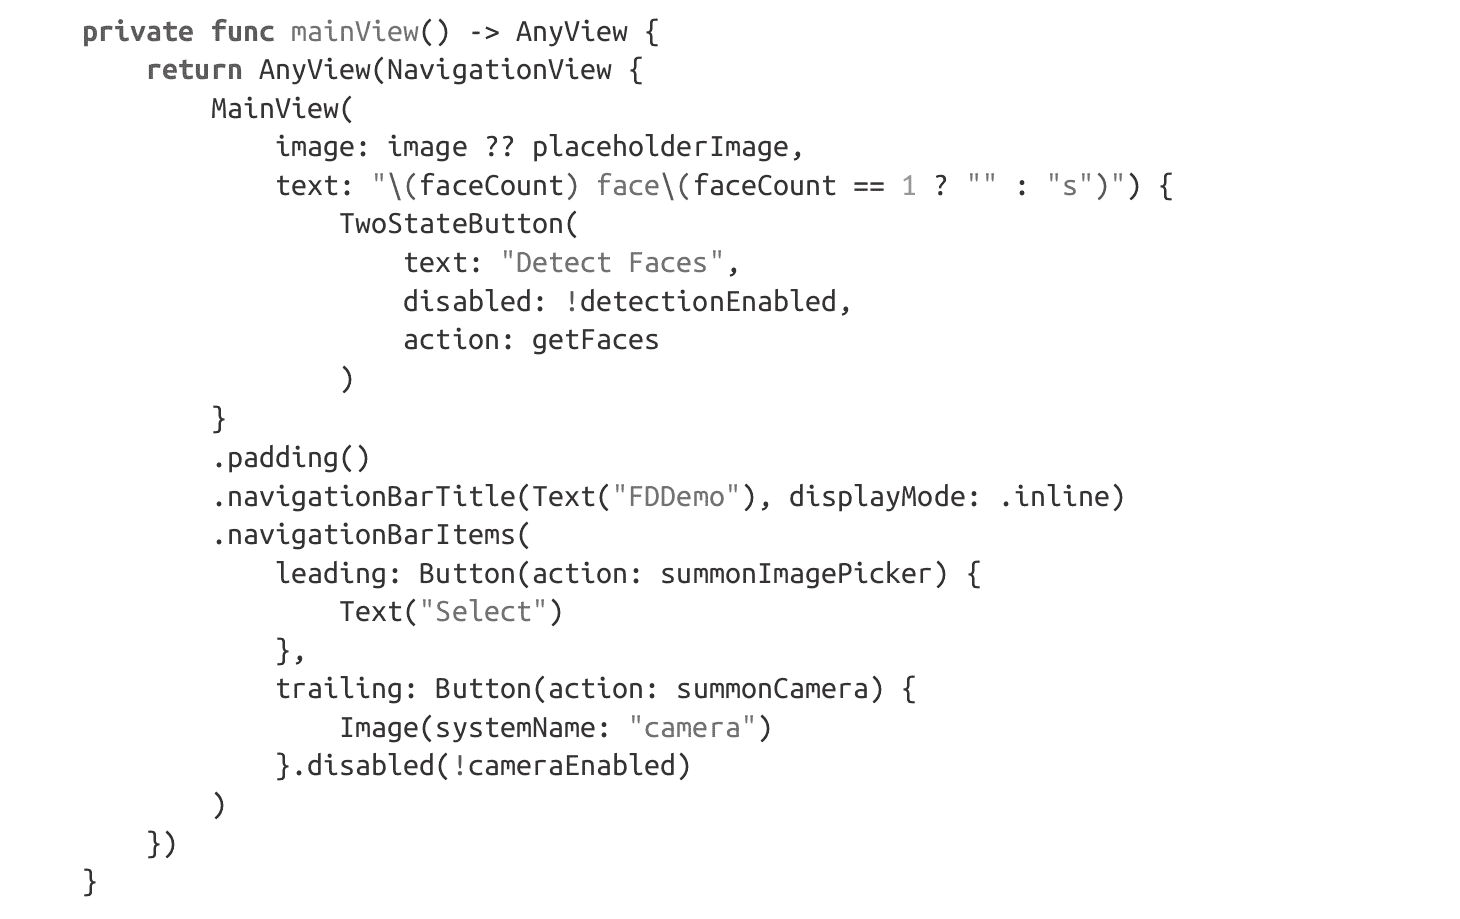 private func mainView() -> AnyView {
    return AnyView(NavigationView {
        MainView(
            image: image ?? placeholderImage,
            text: "\(faceCount) face\(faceCount == 1 ? "" : "s")") {
                TwoStateButton(
                    text: "Detect Faces",
                    disabled: !detectionEnabled,
                    action: getFaces
                )
        }
        .padding()
        .navigationBarTitle(Text("FDDemo"), displayMode: .inline)
        .navigationBarItems(
            leading: Button(action: summonImagePicker) {
                Text("Select")
            },
            trailing: Button(action: summonCamera) {
                Image(systemName: "camera")
            }.disabled(!cameraEnabled)
        )
    })
}